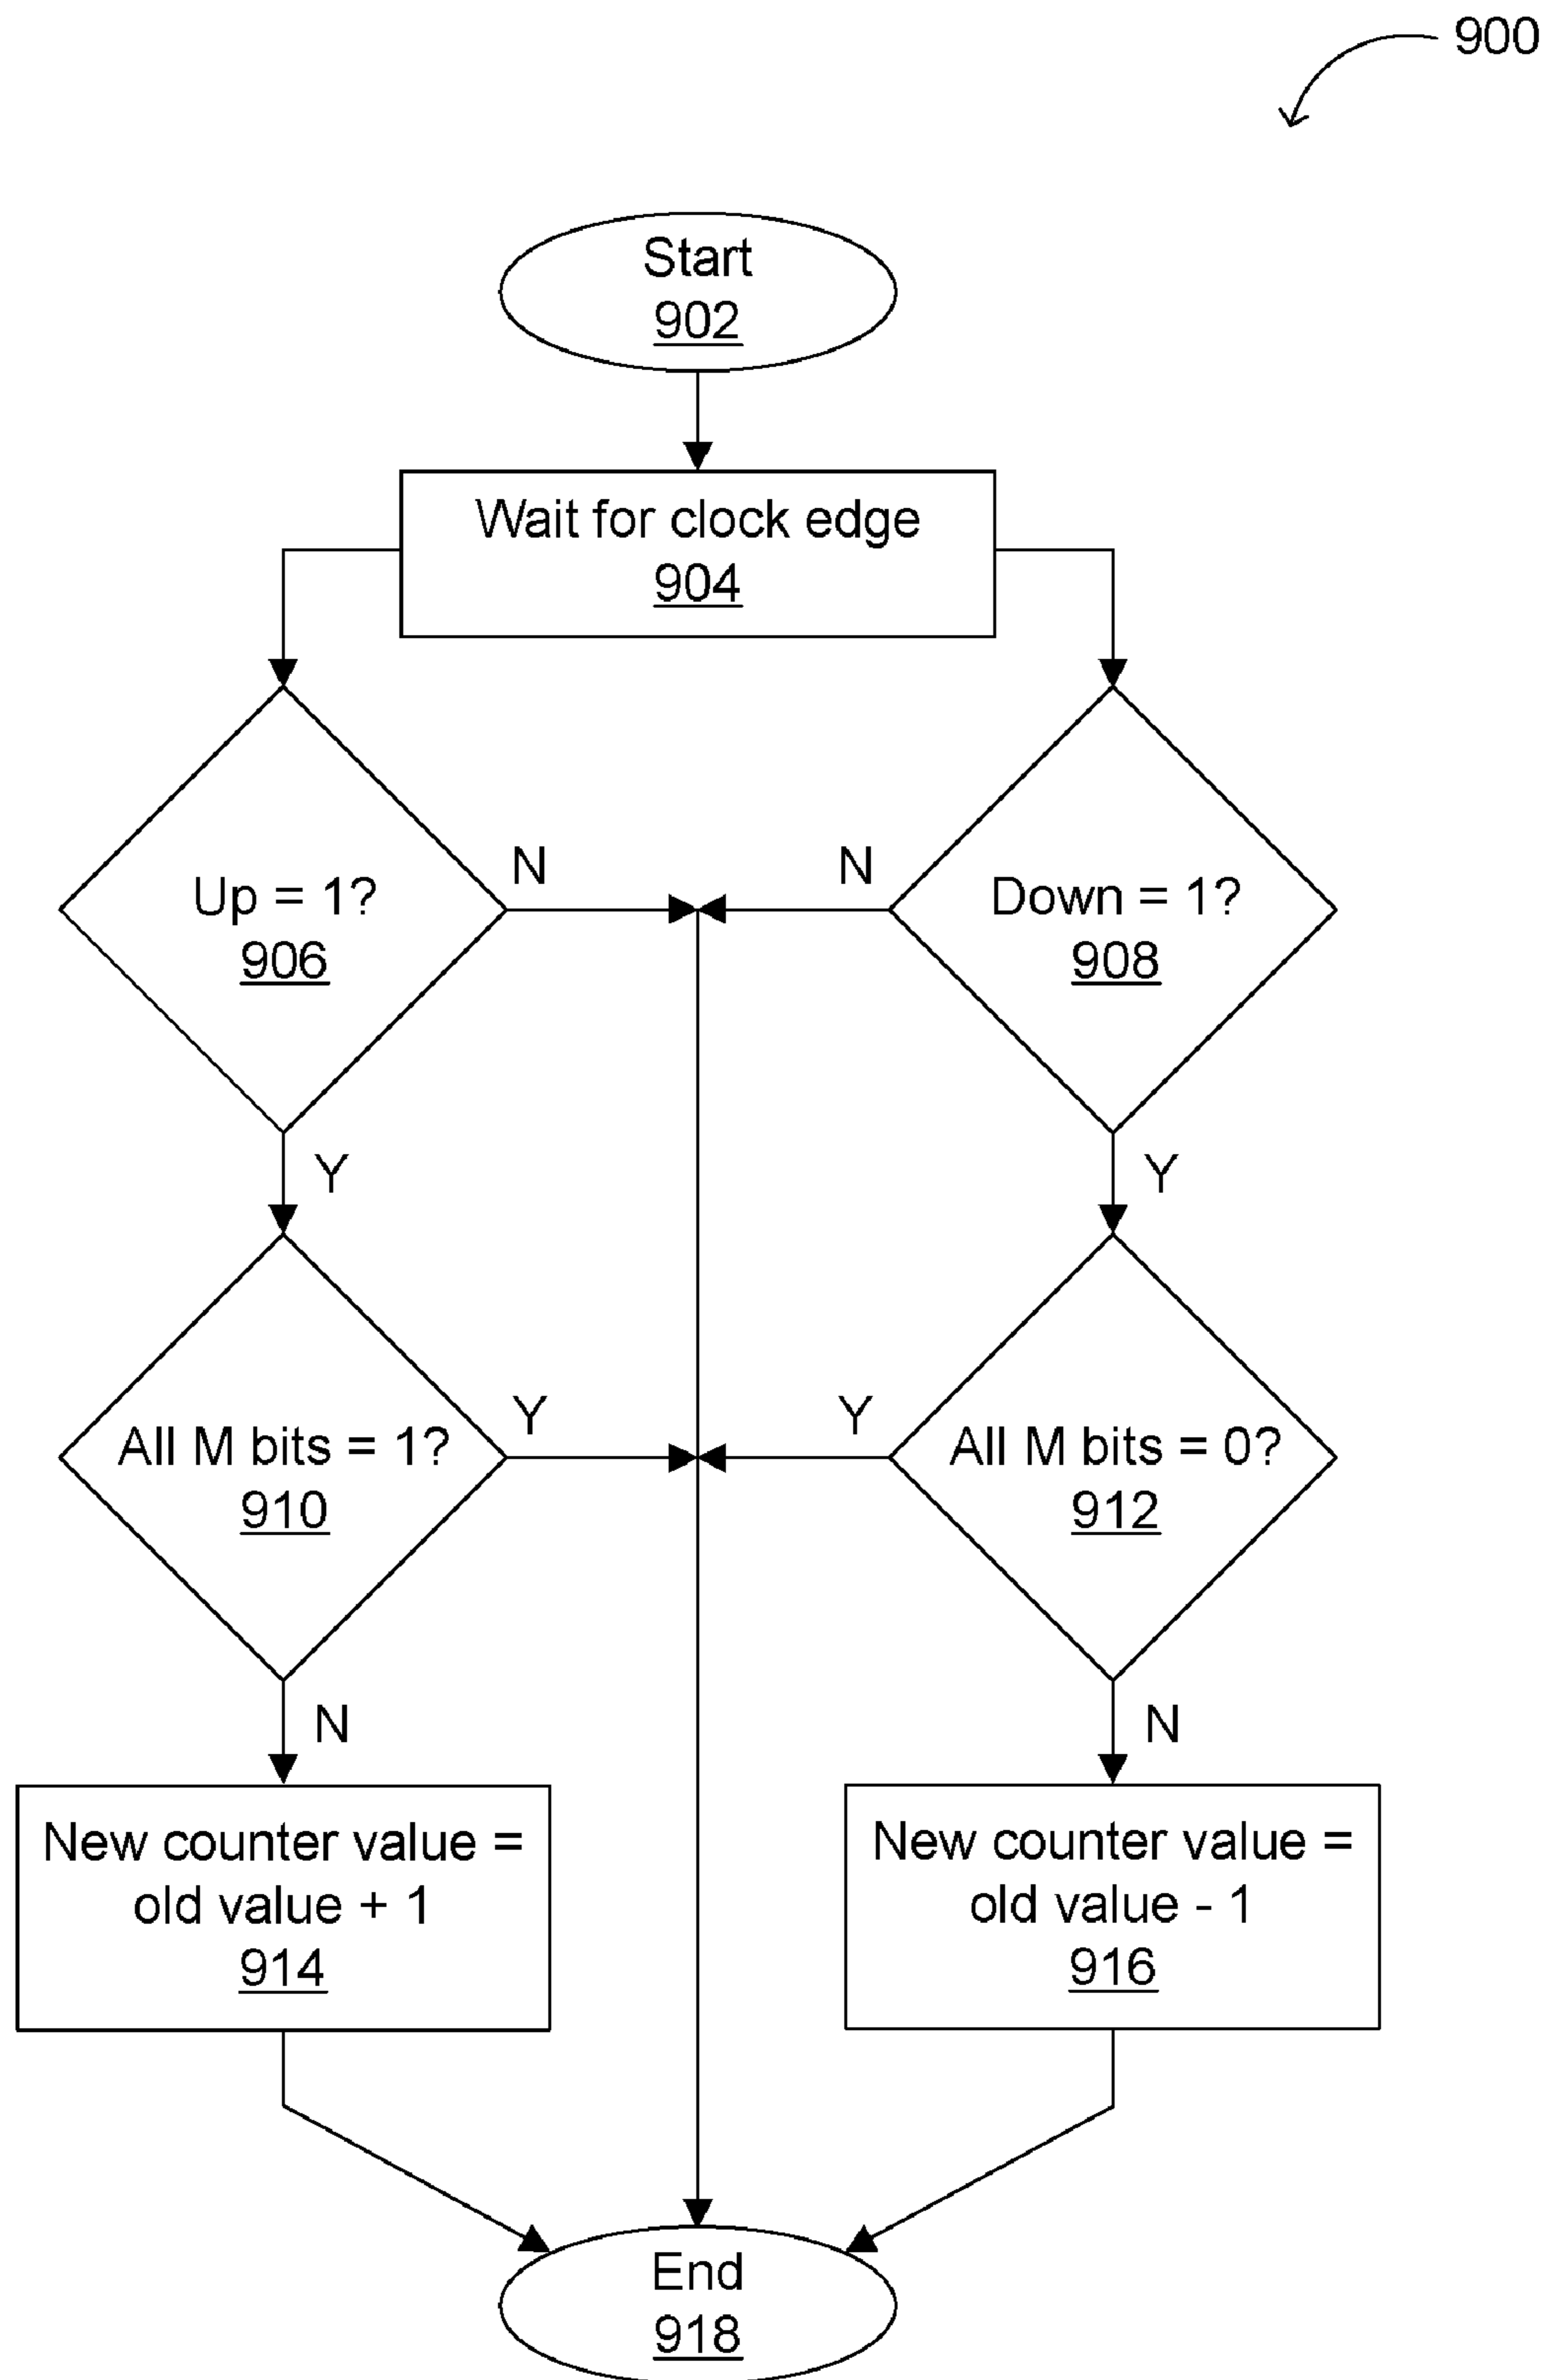 900
Start
902
Wait for clock edge
904
N
N
Up = 1?
906
Down = 1?
908
Y
Y
Y
Y
All M bits = 1?
910
All M bits = 0?
912
N
N
New counter value =
old value + 1
914
New counter value =
old value - 1
916
End
918